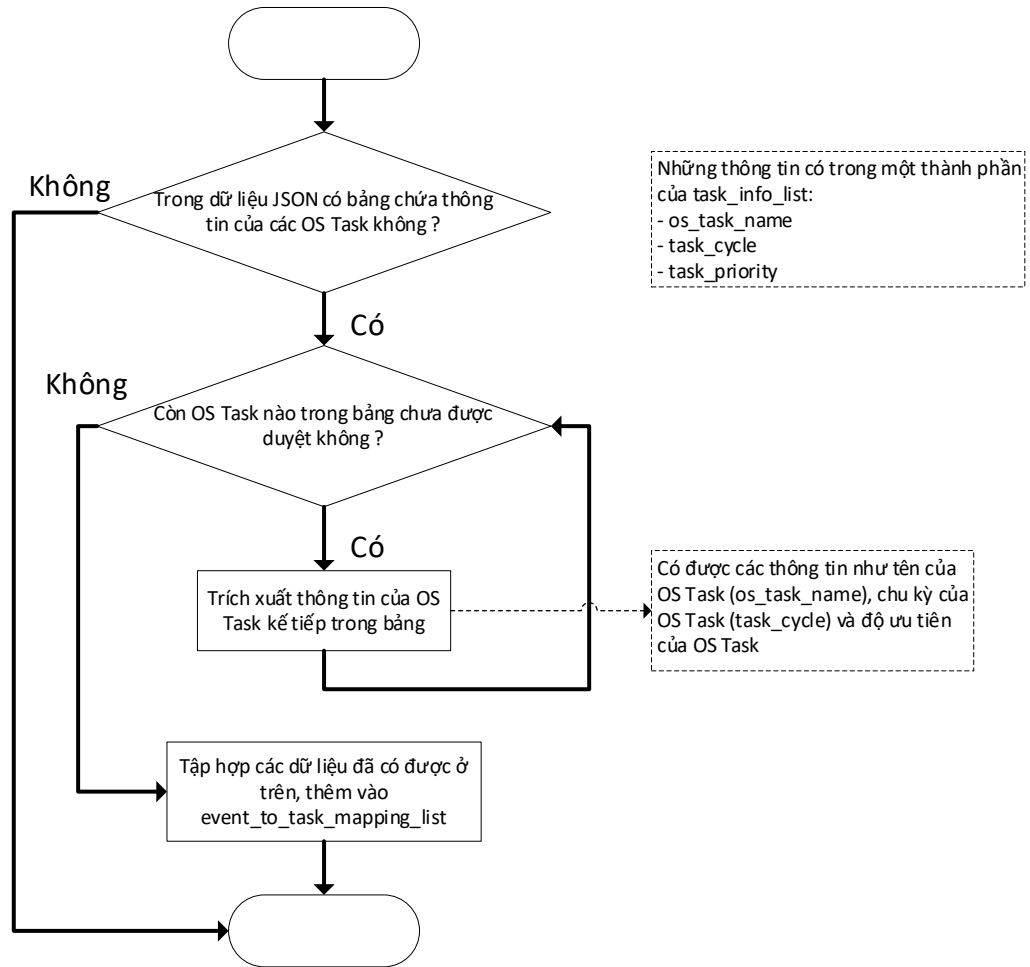 Không
Trong dữ liệu JSON có bảng chứa thông
tin của các OS Task không ?
Những thông tin có trong một thành phần
của task_info_list:
- os_task_name
- task_cycle
- task_priority
Có
Không
Còn OS Task nào trong bảng chưa được
duyệt không ?
Có
Trích xuất thông tin của OS
Task kế tiếp trong bảng
Có được các thông tin như tên của
OS Task (os_task_name), chu kỳ của
OS Task (task_cycle) và độ ưu tiên
của OS Task
Tập hợp các dữ liệu đã có được ở
trên, thêm vào
event_to_task_mapping_list